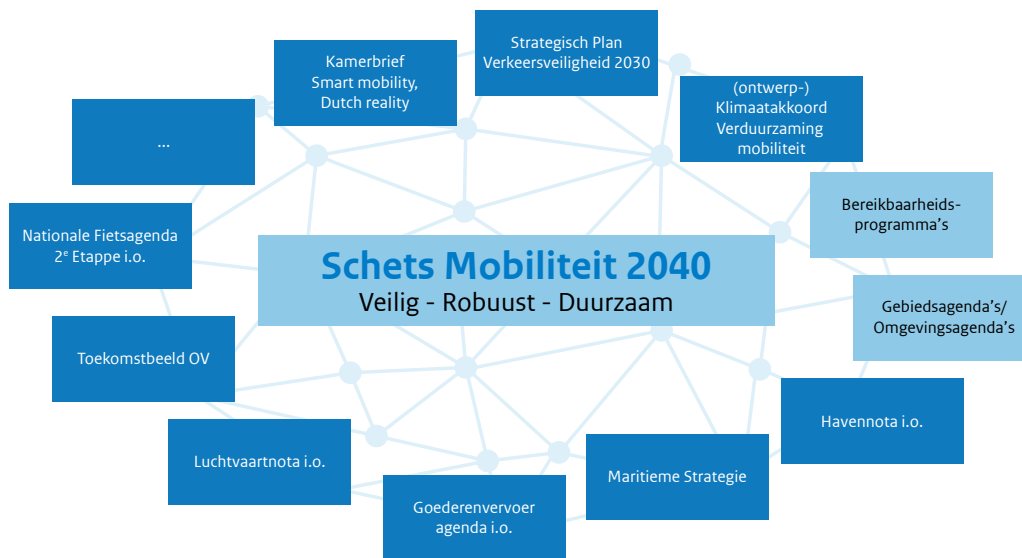 Strategisch Plan
Verkeersveiligheid 2030
Kamerbrief
Smart mobility,
Dutch reality
(ontwerp-)
Klimaatakkoord
Verduurzaming
mobiliteit
...
Bereikbaarheids-
programma's
Nationale Fietsagenda
2e Etappe i.o.
Schets Mobiliteit 2040
Veilig - Robuust - Duurzaam
Gebiedsagenda's/
Omgevingsagenda's
Toekomstbeeld OV
Havennota i.o.
Luchtvaartnota i.o.
Maritieme Strategie
Goederenvervoer
agenda i.o.